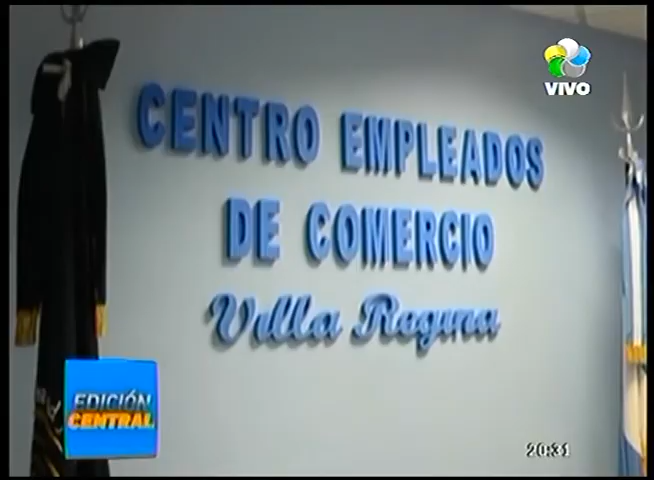 VIVO
CENTRO EMPLEADOS
DE COMERCIO
Villa Regina
EDICIÓN
CENTRAL
20:31